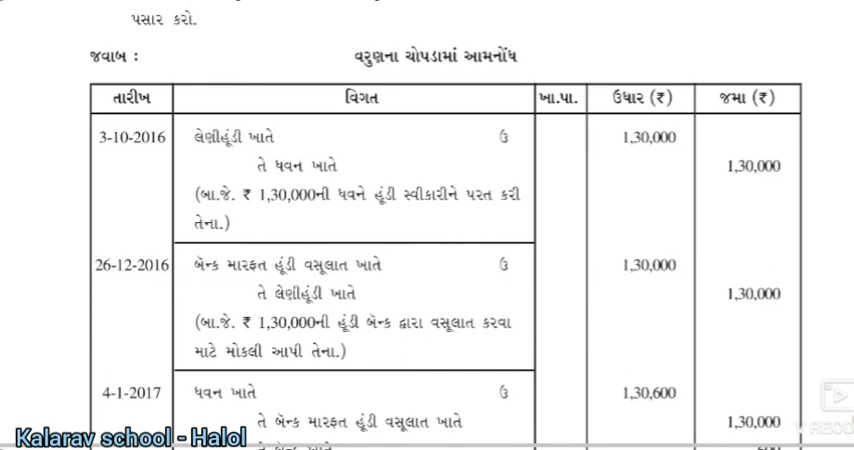 પસાર કરો.
જવાબ : વરુણના ચોપડામાં આમનોંધ
તારીખ વિગત ખા.પા. ઉધાર (₹) જમા (₹)
3-10-2016 લેણીહૂંડી ખાતે ઉ 1,30,000
તે ધવન ખાતે 1,30,000
(બા.જે. ₹ 1,30,000ની ધવને હૂંડી સ્વીકારીને પરત કરી
તેના.)
26-12-2016 બૅન્ક મારફત હૂંડી વસૂલાત ખાતે ઉ 1,30,000
તે લેણીહૂંડી ખાતે 1,30,000
(બા.જે. ₹ 1,30,000ની હૂંડી બૅન્ક દ્વારા વસૂલાત કરવા
માટે મોકલી આપી તેના.)
4-1-2017 ધવન ખાતે ઉ 1,30,600
તે બૅન્ક મારફત હૂંડી વસૂલાત ખાતે 1,30,000
Kalarav school - Halol